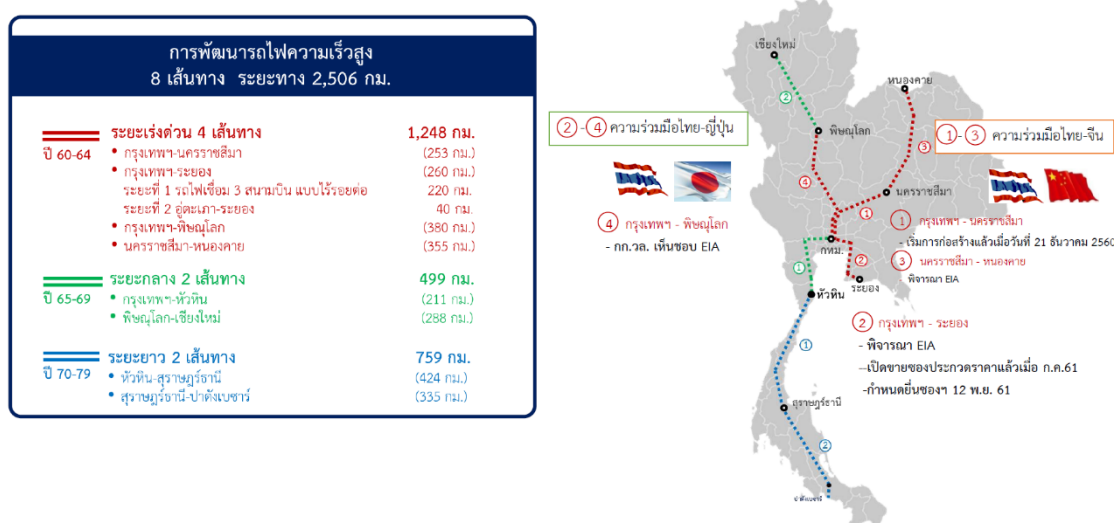 การพัฒนารถไฟความเร็วสูง
8 เส้นทาง ระยะทาง 2,506 กม.
ปี 60-64
ระยะเร่งด่วน 4 เส้นทาง 1,248 กม.
• กรุงเทพฯ-นครราชสีมา (253 กม.)
• กรุงเทพฯ-ระยอง (260 กม.)
ระยะที่ 1 รถไฟเชื่อม 3 สนามบิน แบบไร้รอยต่อ 220 กม.
ระยะที่ 2 อู่ตะเภา-ระยอง 40 กม.
• กรุงเทพฯ-พิษณุโลก (380 กม.)
• นครราชสีมา-หนองคาย (355 กม.)
ปี 65-69
ระยะกลาง 2 เส้นทาง 499 กม.
• กรุงเทพฯ-หัวหิน (211 กม.)
• พิษณุโลก-เชียงใหม่ (288 กม.)
ปี 70-79
ระยะยาว 2 เส้นทาง 759 กม.
• หัวหิน-สุราษฎร์ธานี (424 กม.)
• สุราษฎร์ธานี-ปาดังเบซาร์ (335 กม.)
เชียงใหม่
หนองคาย
2
② - ④ ความร่วมมือไทย-ญี่ปุ่น
พิษณุโลก
① - ③ ความร่วมมือไทย-จีน
3
4
นครราชสีมา
1
④ กรุงเทพฯ - พิษณุโลก
- กก.วล. เห็นชอบ EIA
① กรุงเทพฯ - นครราชสีมา
- เริ่มการก่อสร้างแล้วเมื่อวันที่ 21 ธันวาคม 2560
③ นครราชสีมา - หนองคาย
พิจารณา EIA
กทม.
1
2
ระยอง
หัวหิน
② กรุงเทพฯ - ระยอง
- พิจารณา EIA
-เปิดขายซองประกวดราคาแล้วเมื่อ ก.ค.61
-กำหนดยื่นซองฯ 12 พ.ย. 61
1
สุราษฎร์ธานี
2
ปาดังเบซาร์